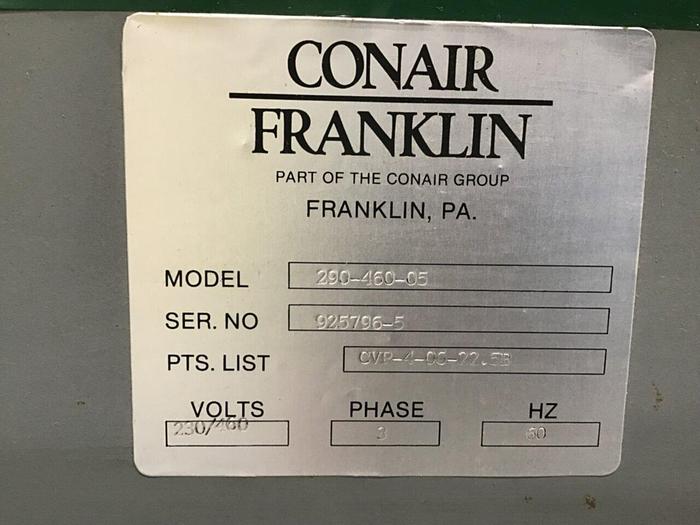 CONAIR
FRANKLIN
PART OF THE CONAIR GROUP
FRANKLIN, PA.
MODEL 290-460-05
SER. NO 925796-5
PTS. LIST
VOLTS PHASE HZ
230/460 3 60